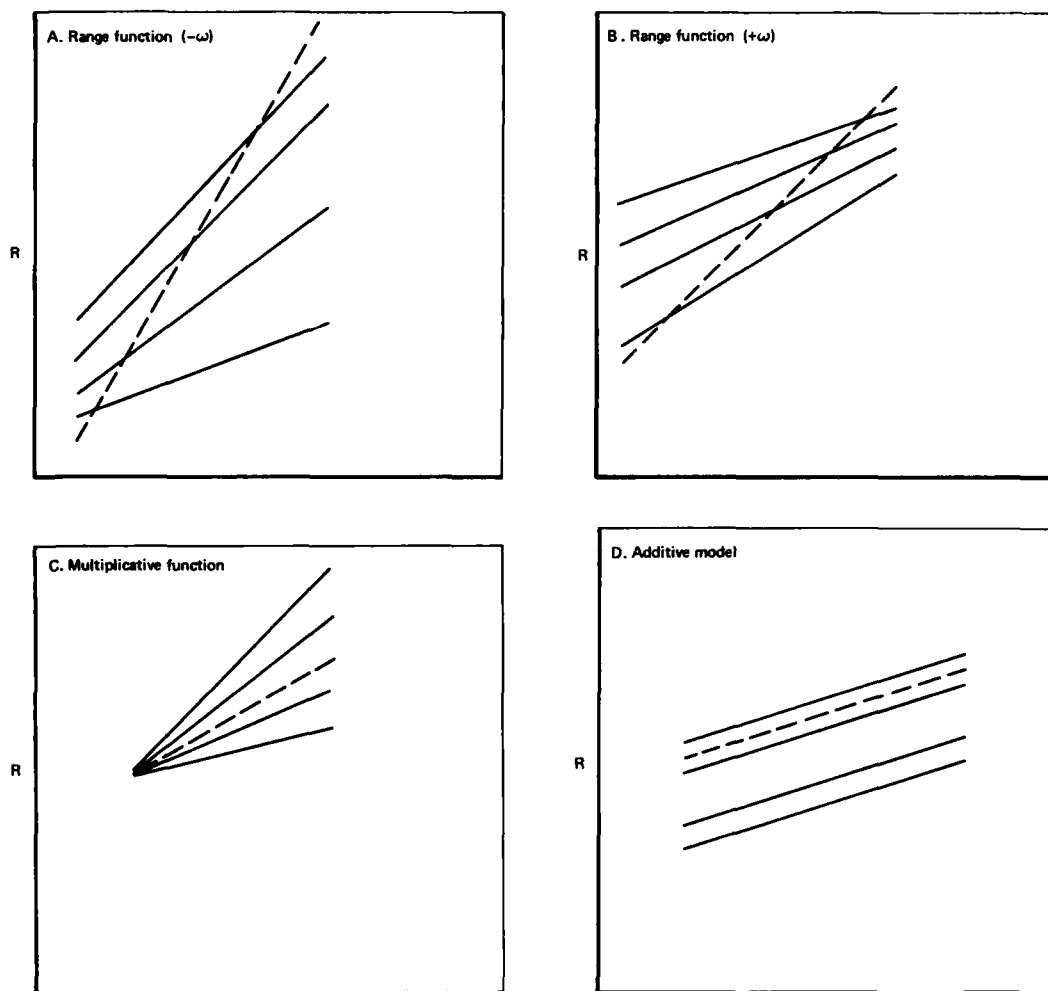 A. Range function (−ω)
B. Range function (+ω)
R
R
C. Multiplicative function
D. Additive model
R
R